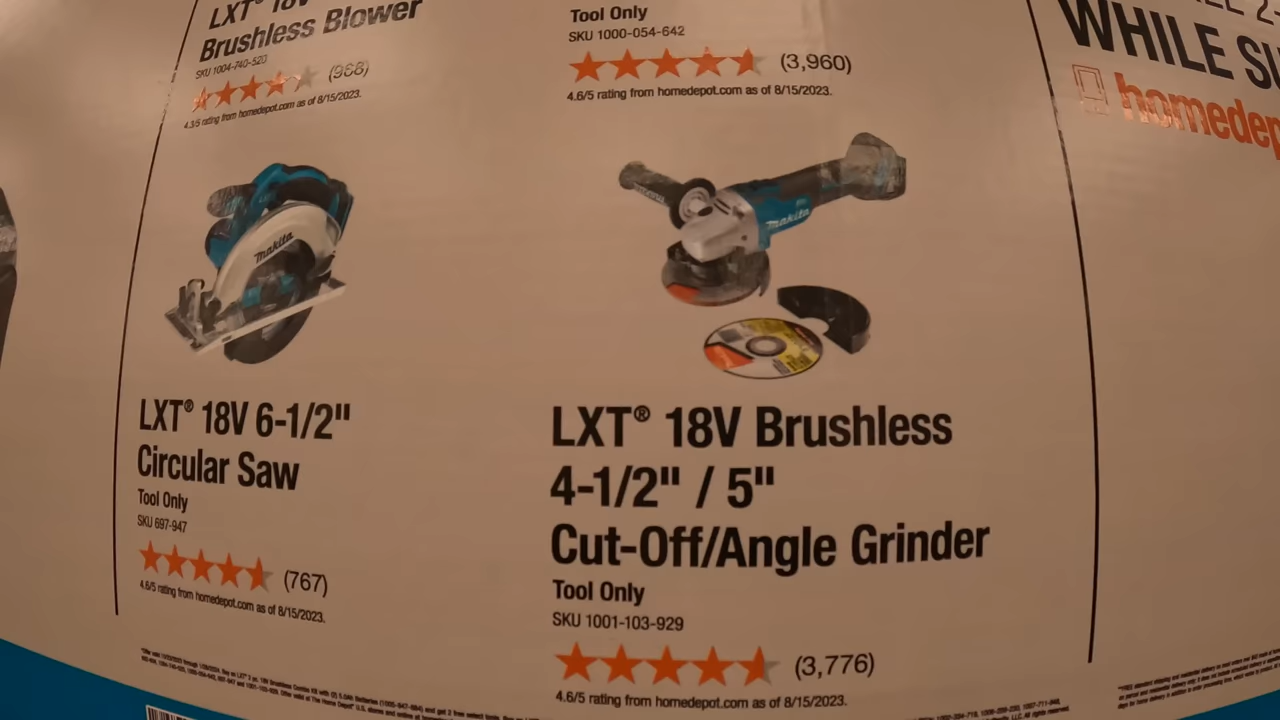 LXT® 18V
Brushless Blower
SKU 1004-740-520
(968)
4.3/5 rating from homedepot.com as of 8/15/2023.
Makita
LXT® 18V 6-1/2"
Circular Saw
Tool Only
SKU 697-947
(767)
4.6/5 rating from homedepot.com as of 8/15/2023.
Tool Only
SKU 1000-054-642
(3,960)
4.6/5 rating from homedepot.com as of 8/15/2023.
makita
LXT® 18V Brushless
4-1/2" / 5"
Cut-Off/Angle Grinder
Tool Only
SKU 1001-103-929
(3,776)
4.6/5 rating from homedepot.com as of 8/15/2023.
WHILE SU
homedep